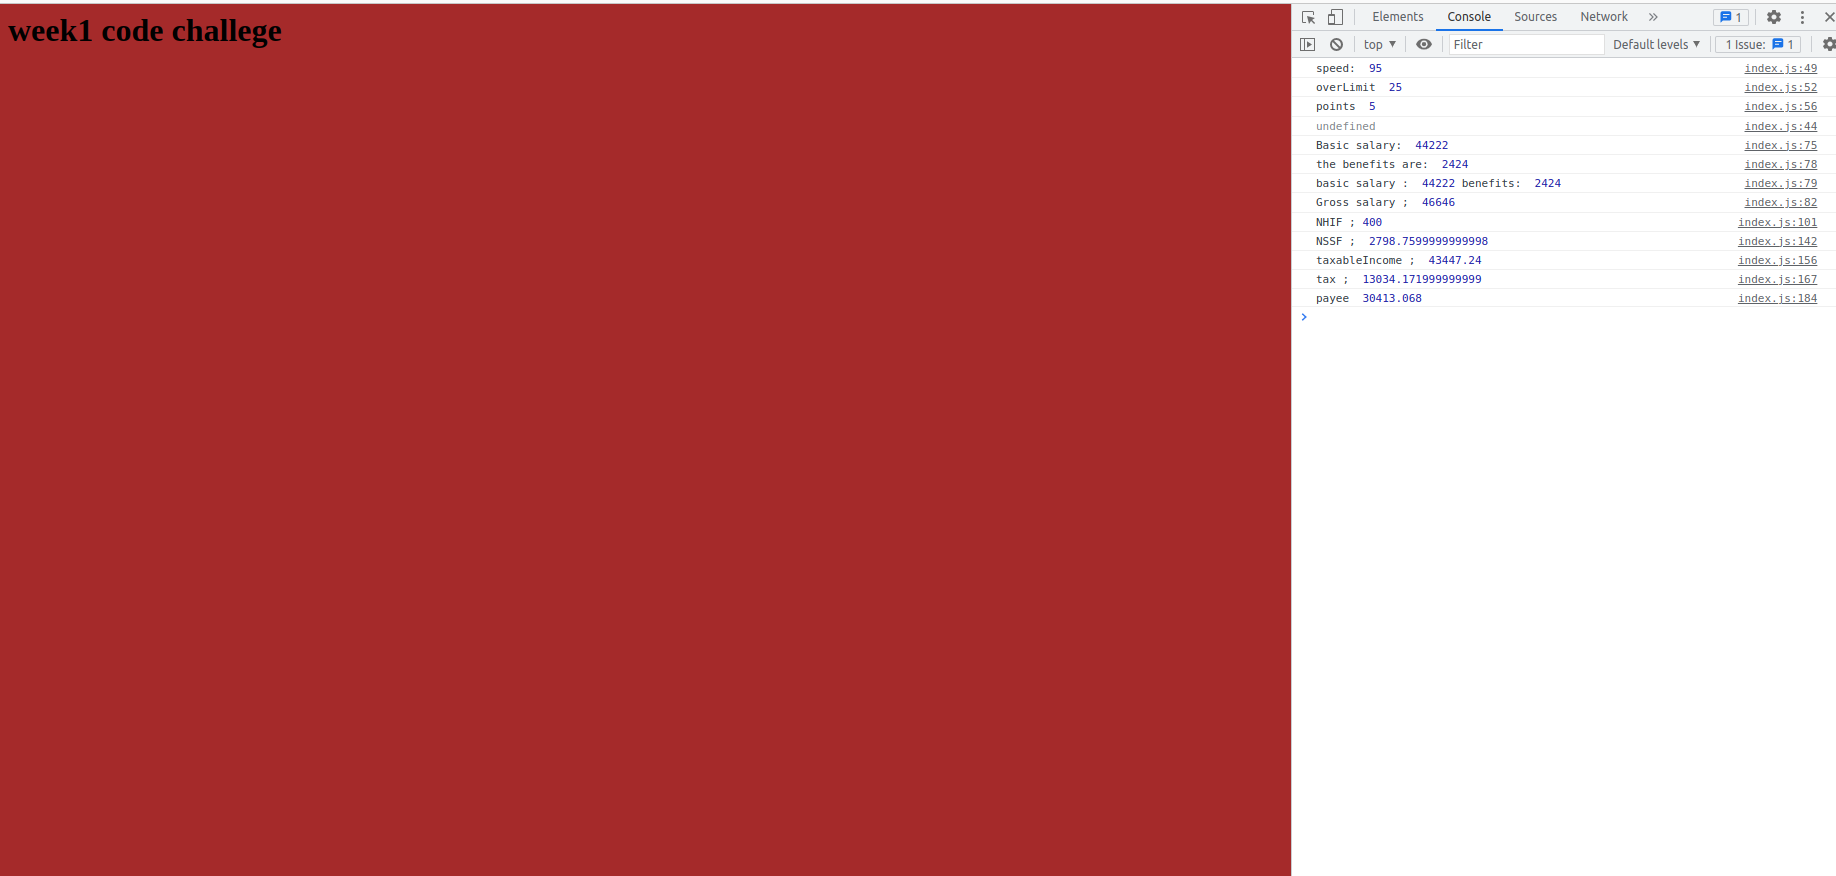 week1 code challege
Elements Console Sources Network 1
top Filter Default levels 1 Issue: 1
speed: 95 index.js:49
overLimit 25 index.js:52
points 5 index.js:56
undefined index.js:44
Basic salary: 44222 index.js:75
the benefits are: 2424 index.js:78
basic salary : 44222 benefits: 2424 index.js:79
Gross salary ; 46646 index.js:82
NHIF ; 400 index.js:101
NSSF ; 2798.7599999999998 index.js:142
taxableIncome ; 43447.24 index.js:156
tax ; 13034.171999999999 index.js:167
payee 30413.068 index.js:184